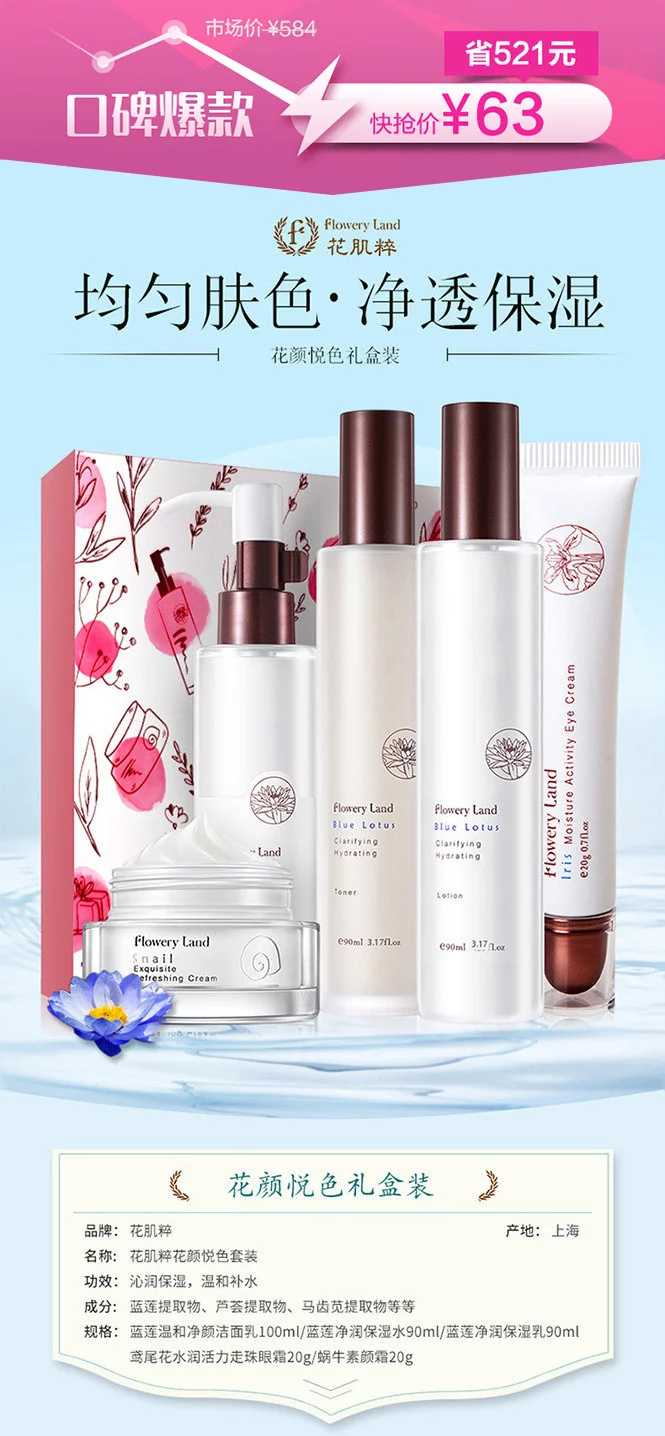 市场价 ¥584
省521元
口碑爆款
快抢价¥63
Flowery Land
花肌粹
均匀肤色·净透保湿
花颜悦色礼盒装
Land
Flowery Land
Snail
Exquisite
Refreshing Cream
Flowery Land
Blue Lotus
Clarifying
Hydrating
Toner
e90ml 3.17fl.oz
Flowery Land
Blue Lotus
Clarifying
Hydrating
Lotion
e90ml 3.17 fl.oz
Flowery Land
Iris Moisture Activity Eye Cream
e20g 0.7fl.oz
花颜悦色礼盒装
品牌: 花肌粹 产地: 上海
名称: 花肌粹花颜悦色套装
功效: 沁润保湿，温和补水
成分: 蓝莲提取物、芦荟提取物、马齿苋提取物等等
规格: 蓝莲温和净颜洁面乳100ml/蓝莲净润保湿水90ml/蓝莲净润保湿乳90ml
鸢尾花水润活力走珠眼霜20g/蜗牛素颜霜20g